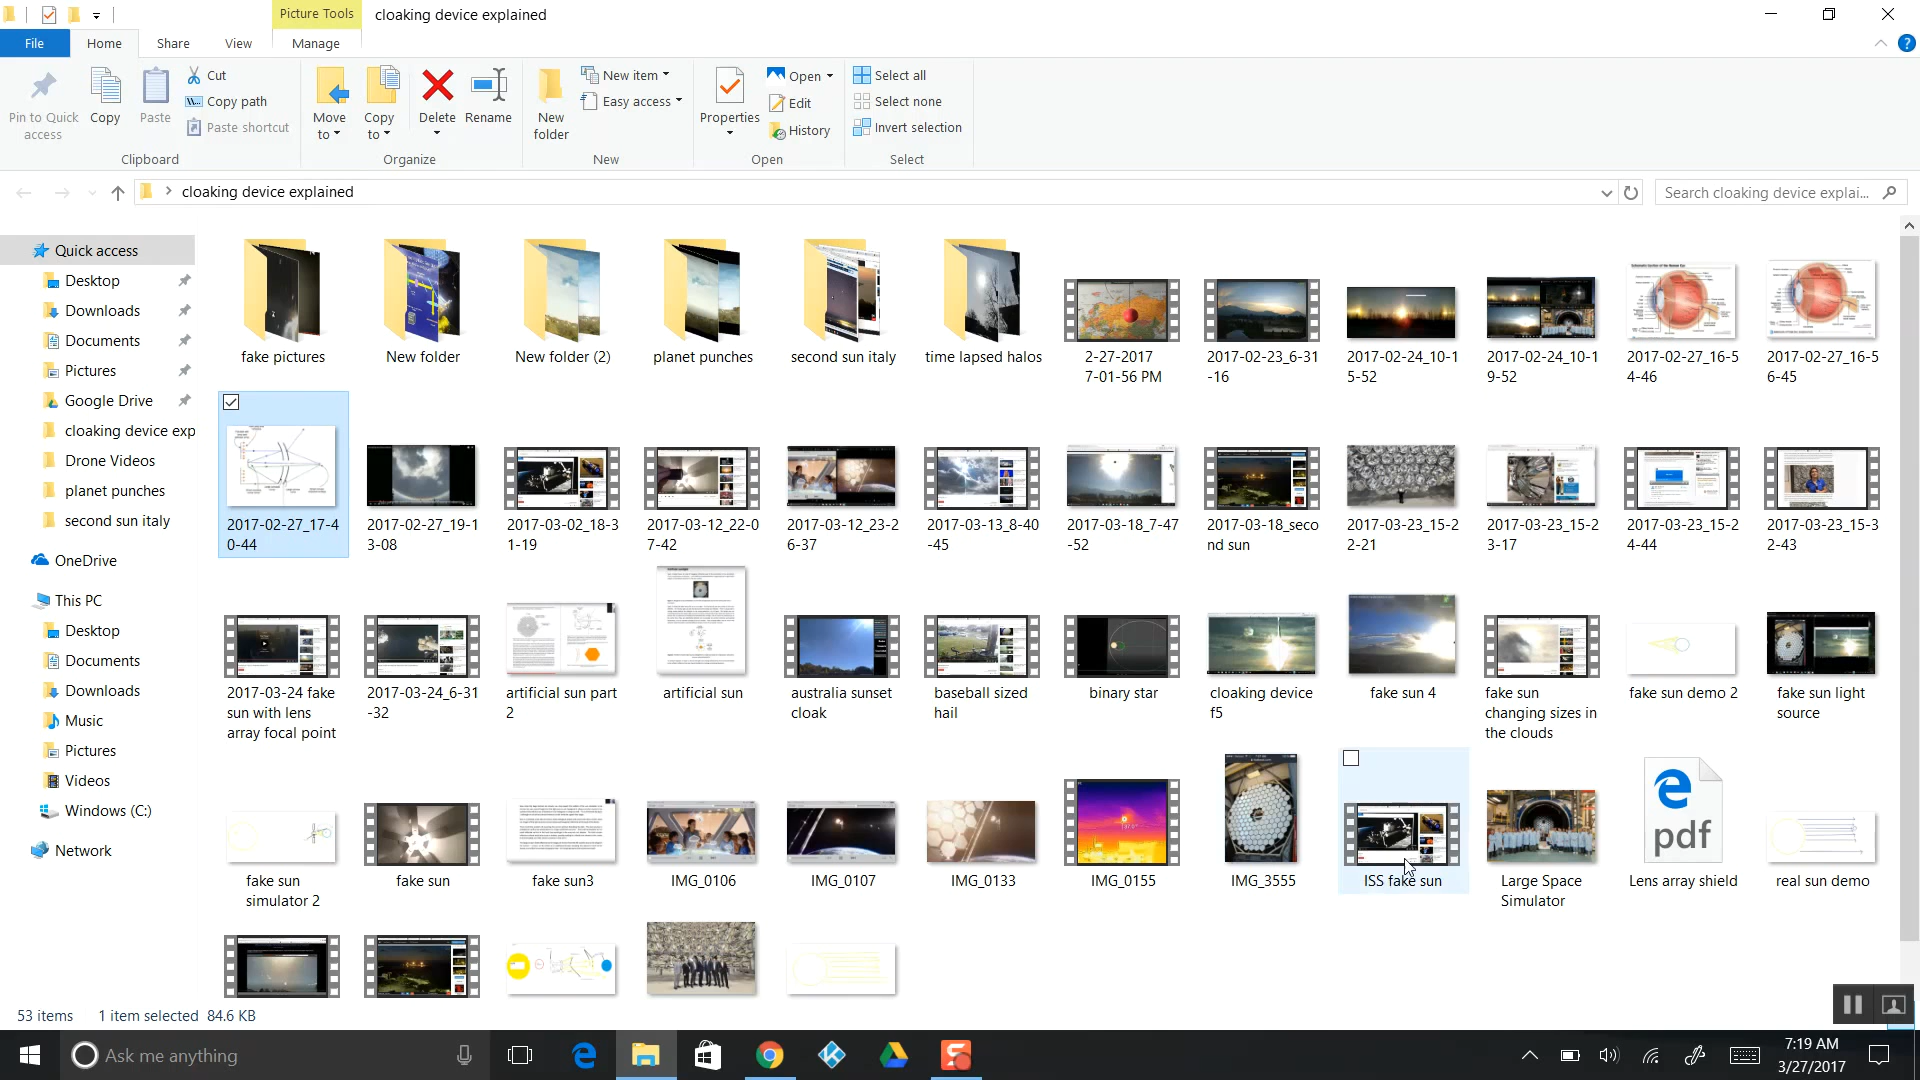 Picture Tools
cloaking device explained
File
Home
Share
View
Manage
Pin to Quick
access
Copy
Paste
Cut
Copy path
Paste shortcut
Clipboard
Move
to
Copy
to
Delete
Rename
Organize
New
folder
New item
Easy access
New
Properties
Open
Edit
History
Open
Select all
Select none
Invert selection
Select
cloaking device explained
Search cloaking device explai...
Quick access
Desktop
Downloads
Documents
Pictures
Google Drive
cloaking device exp
Drone Videos
planet punches
second sun italy
OneDrive
This PC
Desktop
Documents
Downloads
Music
Pictures
Videos
Windows (C:)
Network
fake pictures
New folder
New folder (2)
planet punches
second sun italy
time lapsed halos
2-27-2017
7-01-56 PM
2017-02-23_6-31
-16
2017-02-24_10-1
5-52
2017-02-24_10-1
9-52
2017-02-27_16-5
4-46
2017-02-27_16-5
6-45
2017-02-27_17-4
0-44
2017-02-27_19-1
3-08
2017-03-02_18-3
1-19
2017-03-12_22-0
7-42
2017-03-12_23-2
6-37
2017-03-13_8-40
-45
2017-03-18_7-47
-52
2017-03-18_seco
nd sun
2017-03-23_15-2
2-21
2017-03-23_15-2
3-17
2017-03-23_15-2
4-44
2017-03-23_15-3
2-43
2017-03-24 fake
sun with lens
array focal point
2017-03-24_6-31
-32
artificial sun part
2
artificial sun
australia sunset
cloak
baseball sized
hail
binary star
cloaking device
f5
fake sun 4
fake sun
changing sizes in
the clouds
fake sun demo 2
fake sun light
source
fake sun
simulator 2
fake sun
fake sun3
IMG_0106
IMG_0107
IMG_0133
IMG_0155
IMG_3555
ISS fake sun
Large Space
Simulator
pdf
Lens array shield
real sun demo
53 items
1 item selected 84.6 KB
Ask me anything
7:19 AM
3/27/2017